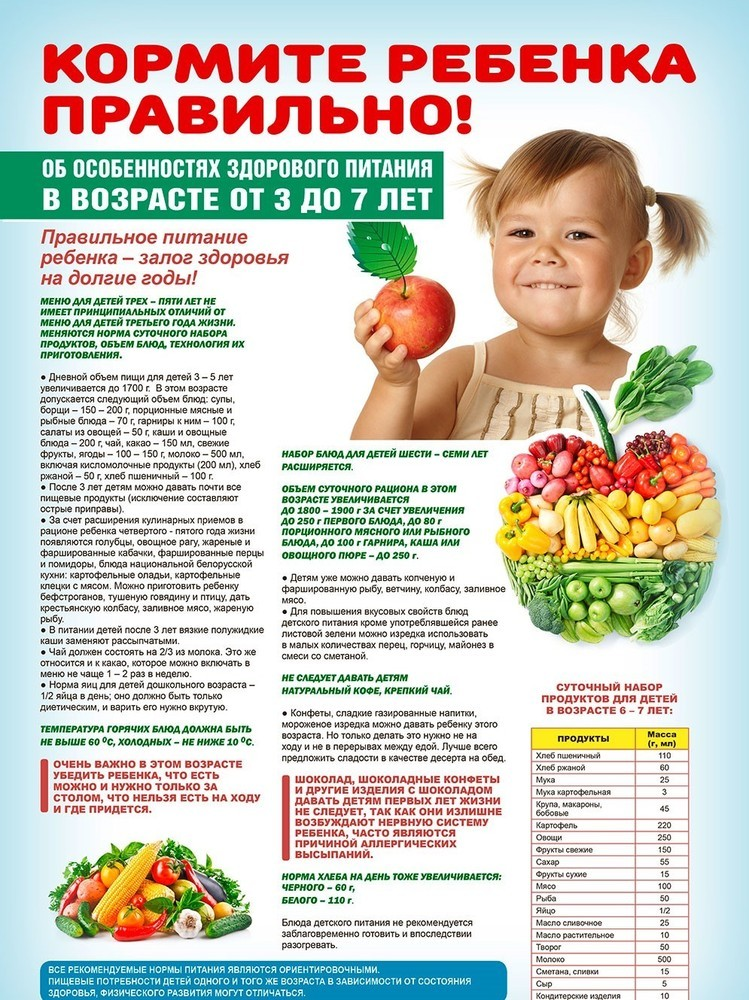 КОРМИТЕ РЕБЕНКА
ПРАВИЛЬНО!
ОБ ОСОБЕННОСТЯХ ЗДОРОВОГО ПИТАНИЯ
В ВОЗРАСТЕ ОТ 3 ДО 7 ЛЕТ
Правильное питание
ребенка – залог здоровья
на долгие годы!
МЕНЮ ДЛЯ ДЕТЕЙ ТРЕХ – ПЯТИ ЛЕТ НЕ
ИМЕЕТ ПРИНЦИПИАЛЬНЫХ ОТЛИЧИЙ ОТ
МЕНЮ ДЛЯ ДЕТЕЙ ТРЕТЬЕГО ГОДА ЖИЗНИ.
МЕНЯЮТСЯ НОРМА СУТОЧНОГО НАБОРА
ПРОДУКТОВ, ОБЪЕМ БЛЮД, ТЕХНОЛОГИЯ ИХ
ПРИГОТОВЛЕНИЯ.
● Дневной объем пищи для детей 3 – 5 лет
увеличивается до 1700 г. В этом возрасте
допускается следующий объем блюд: супы,
борщи – 150 – 200 г, порционные мясные и
рыбные блюда – 70 г, гарниры к ним – 100 г,
салаты из овощей – 50 г, каши и овощные
блюда – 200 г, чай, какао – 150 мл, свежие
фрукты, ягоды – 100 – 150 г, молоко – 500 мл,
включая кисломолочные продукты (200 мл), хлеб
ржаной – 50 г, хлеб пшеничный – 100 г.
● После 3 лет детям можно давать почти все
пищевые продукты (исключение составляют
острые приправы).
● За счет расширения кулинарных приемов в
рационе ребенка четвертого - пятого года жизни
появляются голубцы, овощное рагу, жареные и
фаршированные кабачки, фаршированные перцы
и помидоры, блюда национальной белорусской
кухни: картофельные оладьи, картофельные
клецки с мясом. Можно приготовить ребенку
бефстроганов, тушеную говядину и птицу, дать
крестьянскую колбасу, заливное мясо, жареную
рыбу.
● В питании детей после 3 лет вязкие полужидкие
каши заменяют рассыпчатыми.
● Чай должен состоять на 2/3 из молока. Это же
относится и к какао, которое можно включать в
меню не чаще 1 – 2 раз в неделю.
● Норма яиц для детей дошкольного возраста –
1/2 яйца в день; оно должно быть только
диетическим, и варить его нужно вкрутую.
ТЕМПЕРАТУРА ГОРЯЧИХ БЛЮД ДОЛЖНА БЫТЬ
НЕ ВЫШЕ 60 ⁰С, ХОЛОДНЫХ – НЕ НИЖЕ 10 ⁰С.
ОЧЕНЬ ВАЖНО В ЭТОМ ВОЗРАСТЕ
УБЕДИТЬ РЕБЕНКА, ЧТО ЕСТЬ
МОЖНО И НУЖНО ТОЛЬКО ЗА
СТОЛОМ, ЧТО НЕЛЬЗЯ ЕСТЬ НА ХОДУ
И ГДЕ ПРИДЕТСЯ.
НАБОР БЛЮД ДЛЯ ДЕТЕЙ ШЕСТИ – СЕМИ ЛЕТ
РАСШИРЯЕТСЯ.
ОБЪЕМ СУТОЧНОГО РАЦИОНА В ЭТОМ
ВОЗРАСТЕ УВЕЛИЧИВАЕТСЯ
ДО 1800 – 1900 г ЗА СЧЕТ УВЕЛИЧЕНИЯ
ДО 250 г ПЕРВОГО БЛЮДА, ДО 80 г
ПОРЦИОННОГО МЯСНОГО ИЛИ РЫБНОГО
БЛЮДА, ДО 100 г ГАРНИРА, КАША ИЛИ
ОВОЩНОГО ПЮРЕ – ДО 250 г.
● Детям уже можно давать копченую и
фаршированную рыбу, ветчину, колбасу, заливное
мясо.
● Для повышения вкусовых свойств блюд
детского питания кроме употреблявшейся ранее
листовой зелени можно изредка использовать
в малых количествах перец, горчицу, майонез в
смеси со сметаной.
НЕ СЛЕДУЕТ ДАВАТЬ ДЕТЯМ
НАТУРАЛЬНЫЙ КОФЕ, КРЕПКИЙ ЧАЙ.
● Конфеты, сладкие газированные напитки,
мороженое изредка можно давать ребенку этого
возраста. Но только делать это нужно не на
ходу и не в перерывах между едой. Лучше всего
предложить сладости в качестве десерта на обед.
ШОКОЛАД, ШОКОЛАДНЫЕ КОНФЕТЫ
И ДРУГИЕ ИЗДЕЛИЯ С ШОКОЛАДОМ
ДАВАТЬ ДЕТЯМ ПЕРВЫХ ЛЕТ ЖИЗНИ
НЕ СЛЕДУЕТ, ТАК КАК ОНИ ИЗЛИШНЕ
ВОЗБУЖДАЮТ НЕРВНУЮ СИСТЕМУ
РЕБЕНКА, ЧАСТО ЯВЛЯЮТСЯ
ПРИЧИНОЙ АЛЛЕРГИЧЕСКИХ
ВЫСЫПАНИЙ.
НОРМА ХЛЕБА НА ДЕНЬ ТОЖЕ УВЕЛИЧИВАЕТСЯ:
ЧЕРНОГО – 60 г,
БЕЛОГО – 110 г.
Блюда детского питания не рекомендуется
заблаговременно готовить и впоследствии
разогревать.
СУТОЧНЫЙ НАБОР
ПРОДУКТОВ ДЛЯ ДЕТЕЙ
В ВОЗРАСТЕ 6 – 7 ЛЕТ:
ПРОДУКТЫ Масса (г, мл)
Хлеб пшеничный 110
Хлеб ржаной 60
Мука 25
Мука картофельная 3
Крупа, макароны, бобовые 45
Картофель 220
Овощи 250
Фрукты свежие 150
Сахар 55
Фрукты сухие 15
Мясо 100
Рыба 50
Яйцо 1/2
Масло сливочное 25
Масло растительное 10
Творог 50
Молоко 500
Сметана, сливки 15
Сыр 5
Кондитерские изделия 10
ВСЕ РЕКОМЕНДУЕМЫЕ НОРМЫ ПИТАНИЯ ЯВЛЯЮТСЯ ОРИЕНТИРОВОЧНЫМИ.
ПИЩЕВЫЕ ПОТРЕБНОСТИ ДЕТЕЙ ОДНОГО И ТОГО ЖЕ ВОЗРАСТА В ЗАВИСИМОСТИ ОТ СОСТОЯНИЯ
ЗДОРОВЬЯ, ФИЗИЧЕСКОГО РАЗВИТИЯ МОГУТ ОТЛИЧАТЬСЯ.